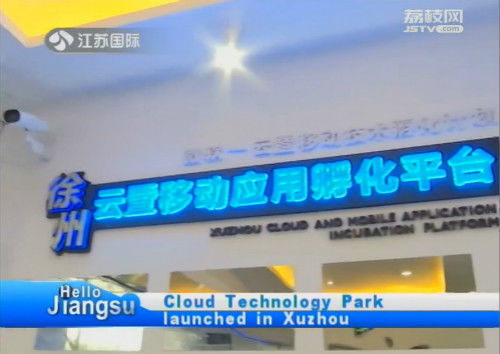 江苏国际
荔枝网
JSTV.com
徐州
云重移动应用孵化平台
XUZHOU CLOUD AND MOBILE APPLICATION
INCUBATION PLATFORM
Hello
Jiangsu
Cloud Technology Park
launched in Xuzhou